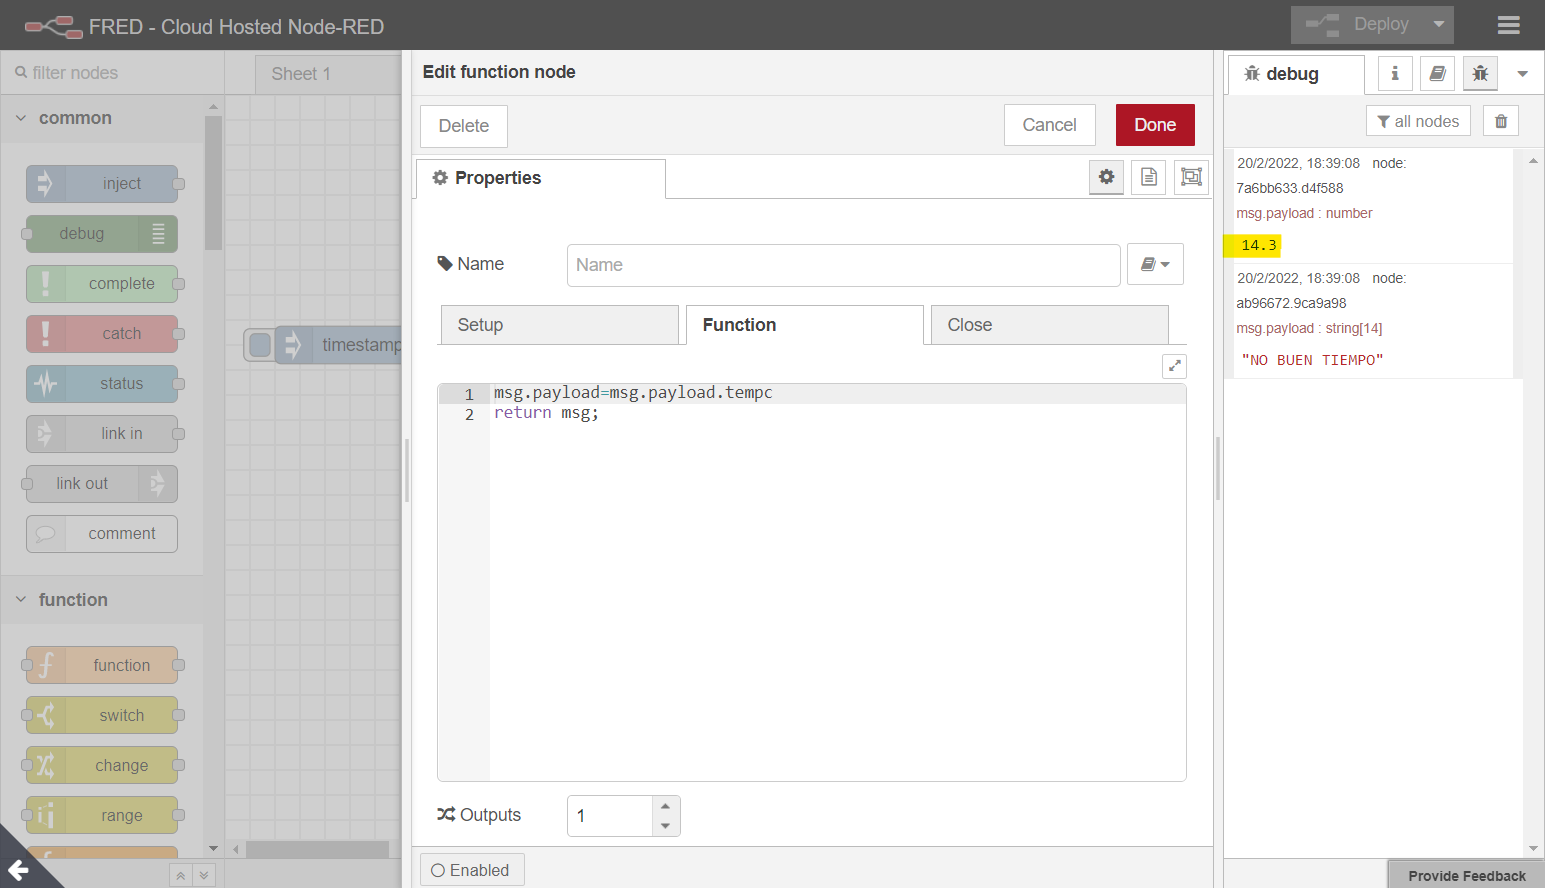 FRED - Cloud Hosted Node-RED
Deploy
filter nodes
common
inject
debug
complete
catch
status
link in
link out
comment
function
function
switch
change
range
Sheet 1
timestamp
Edit function node
Delete
Cancel
Done
Properties
Name
Name
Setup
Function
Close
1 msg.payload=msg.payload.tempc
2 return msg;
Outputs
1
Enabled
debug
all nodes
20/2/2022, 18:39:08 node:
7a6bb633.d4f588
msg.payload : number
14.3
20/2/2022, 18:39:08 node:
ab96672.9ca9a98
msg.payload : string[14]
"NO BUEN TIEMPO"
Provide Feedback